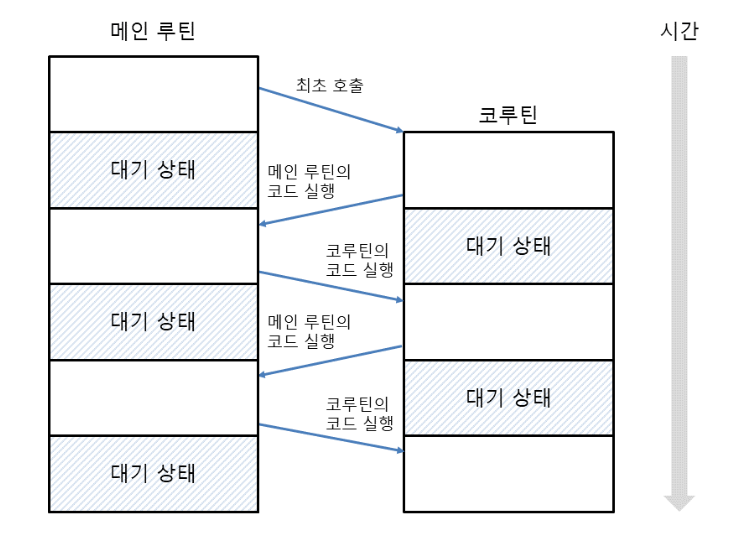 메인 루틴
시간
최초 호출
코루틴
대기 상태
메인 루틴의
코드 실행
대기 상태
코루틴의
코드 실행
대기 상태
메인 루틴의
코드 실행
대기 상태
코루틴의
코드 실행
대기 상태